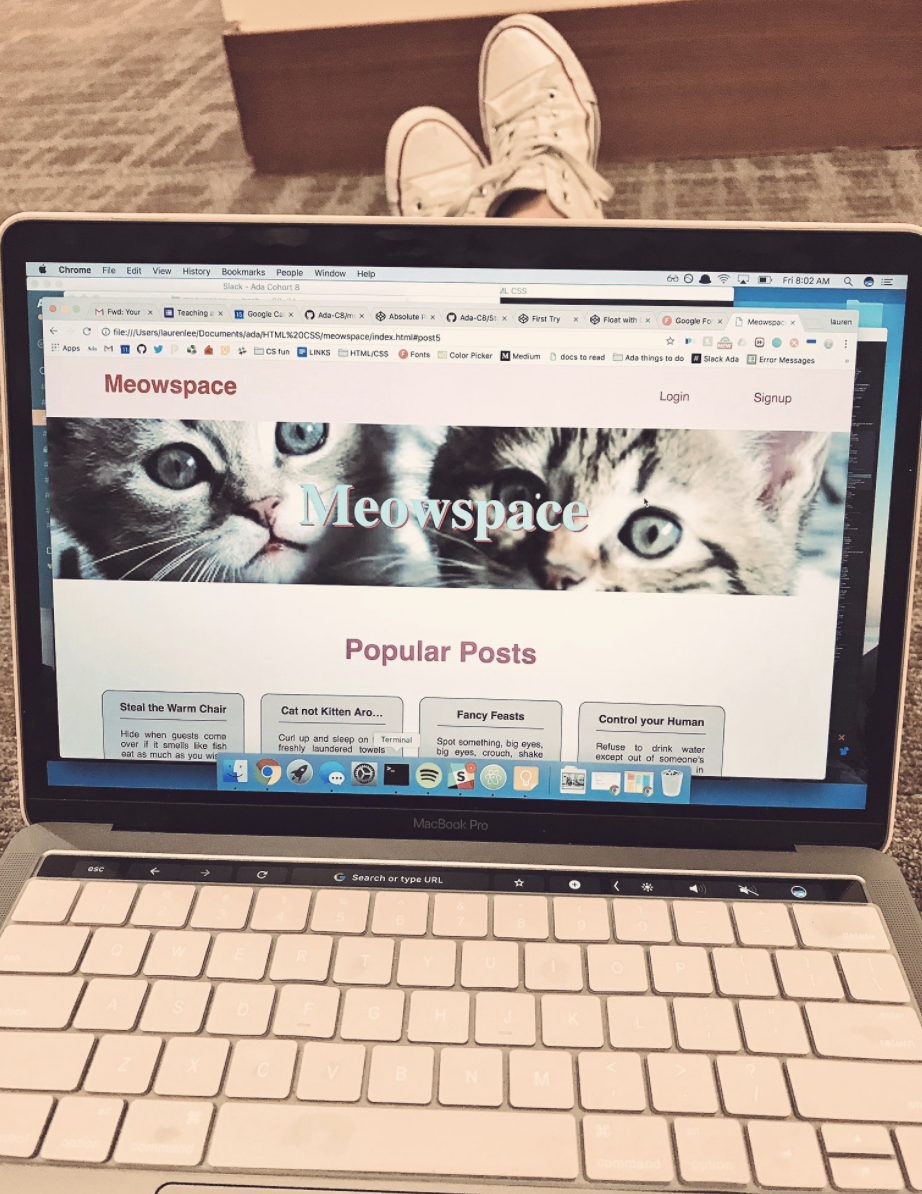 Chrome File Edit View History Bookmarks People Window Help Fri 8:02 AM
Slack - Ada Cohort 8
CSS
Fwd: Your Teaching Google Ca Ada-C8/m Absolute First Try Float with Google Fo Meowspac lauren
file:///Users/laurenlee/Documents/ada/HTML%20CSS/meowspace/index.html#post5
Apps CS fun LINKS HTML/CSS Fonts Color Picker Medium docs to read Ada things to do Slack Ada Error Messages
Meowspace Login Signup
Meowspace
Popular Posts
Steal the Warm Chair
Hide when guests come
over if it smells like fish
eat as much as you
Cat not Kitten Aro...
Curl up and sleep on
freshly laundered towels
Fancy Feasts
Spot something, big eyes,
big eyes, crouch, shake
Control your Human
Refuse to drink water
except out of someone's
in
Terminal
MacBook Pro
esc Search or type URL
Q W E R T Y U I O P
A S D F G H J K L
Z X C V B N M
command option